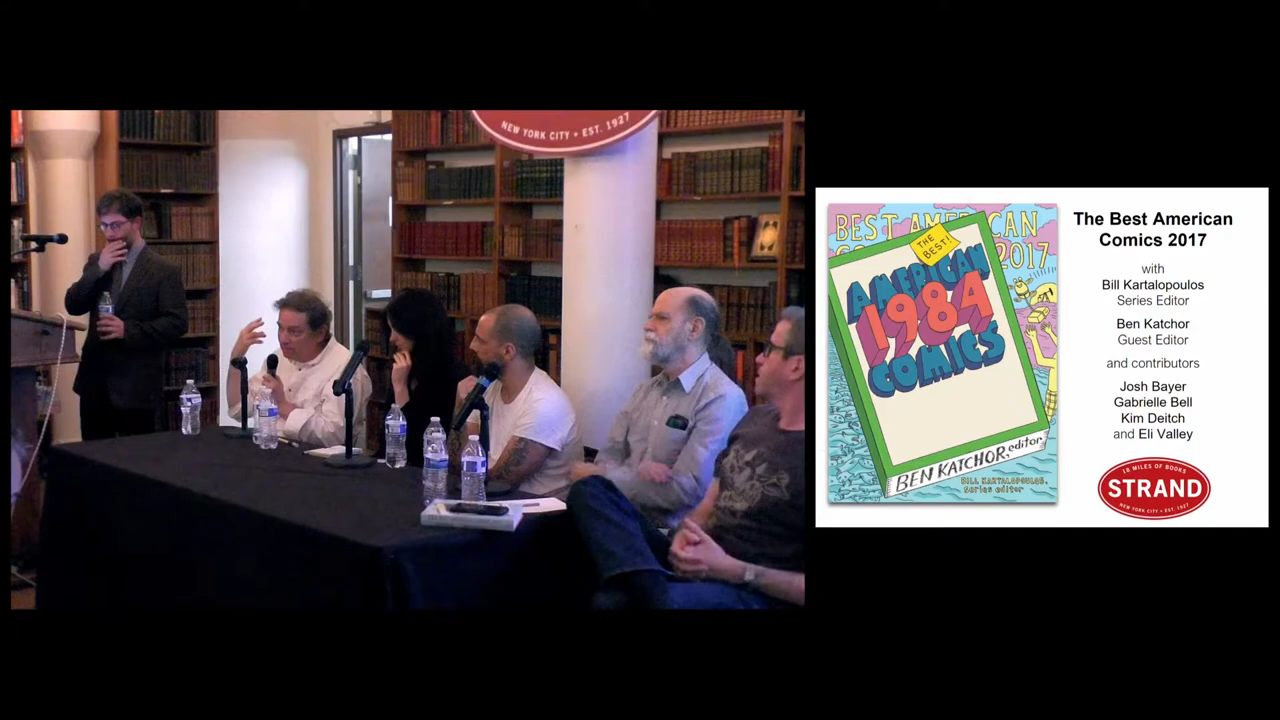 NEW YORK CITY • EST. 1927
BEST AMERICAN
2017
THE
BEST!
AMERICAN
1984
COMICS
BEN KATCHOR, editor
BILL KARTALOPOULOS,
series editor
The Best American
Comics 2017
with
Bill Kartalopoulos
Series Editor
Ben Katchor
Guest Editor
and contributors
Josh Bayer
Gabrielle Bell
Kim Deitch
and Eli Valley
18 MILES OF BOOKS
STRAND
NEW YORK CITY • EST. 1927